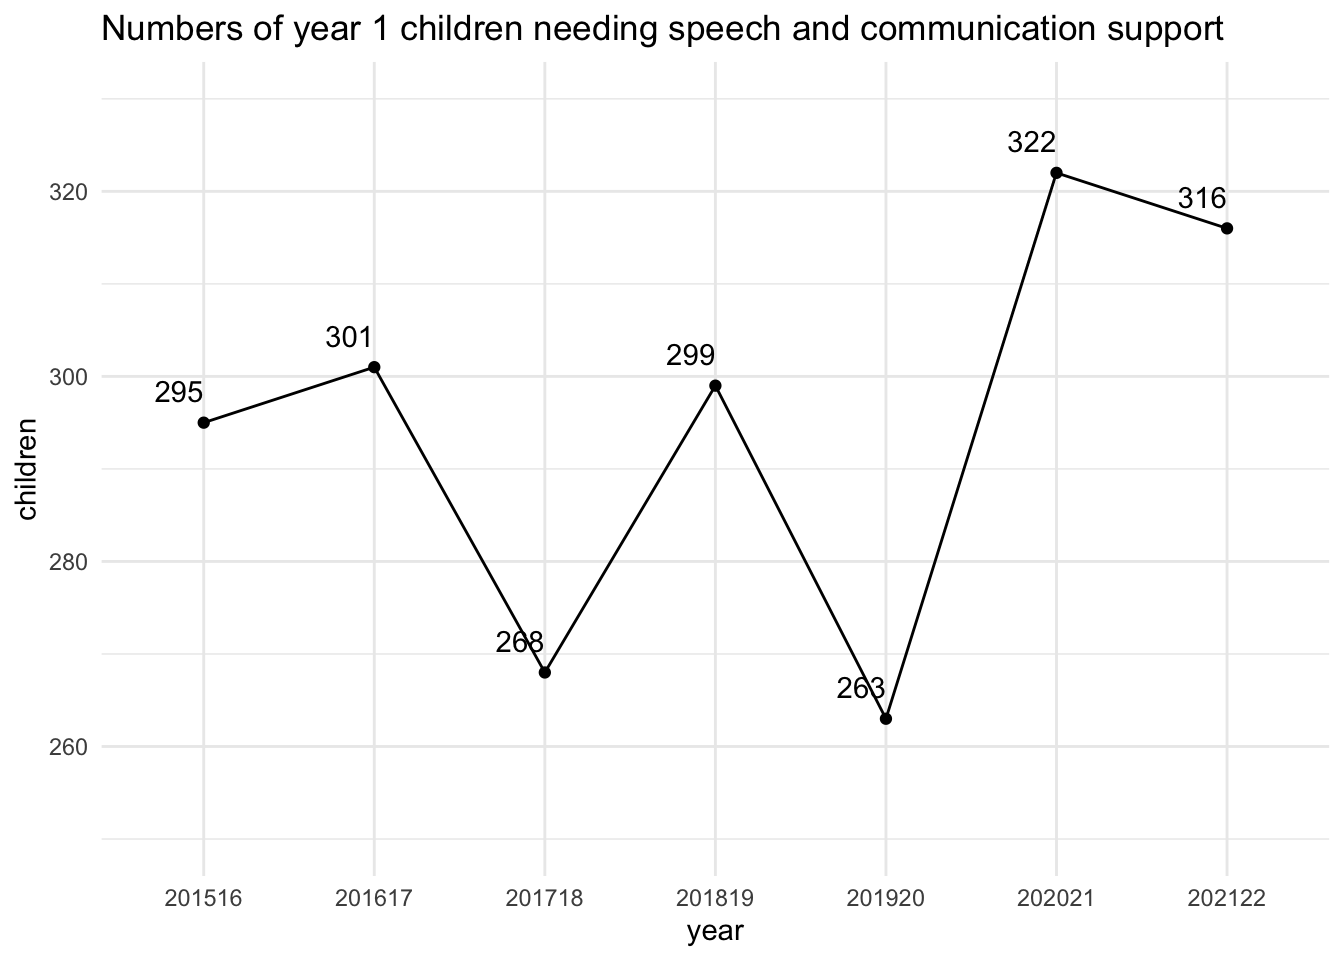 Numbers of year 1 children needing speech and communication support
322
320
316
301
299
300
295
children
280
268
263
260
201516 201617 201718 201819 201920 202021 202122
year